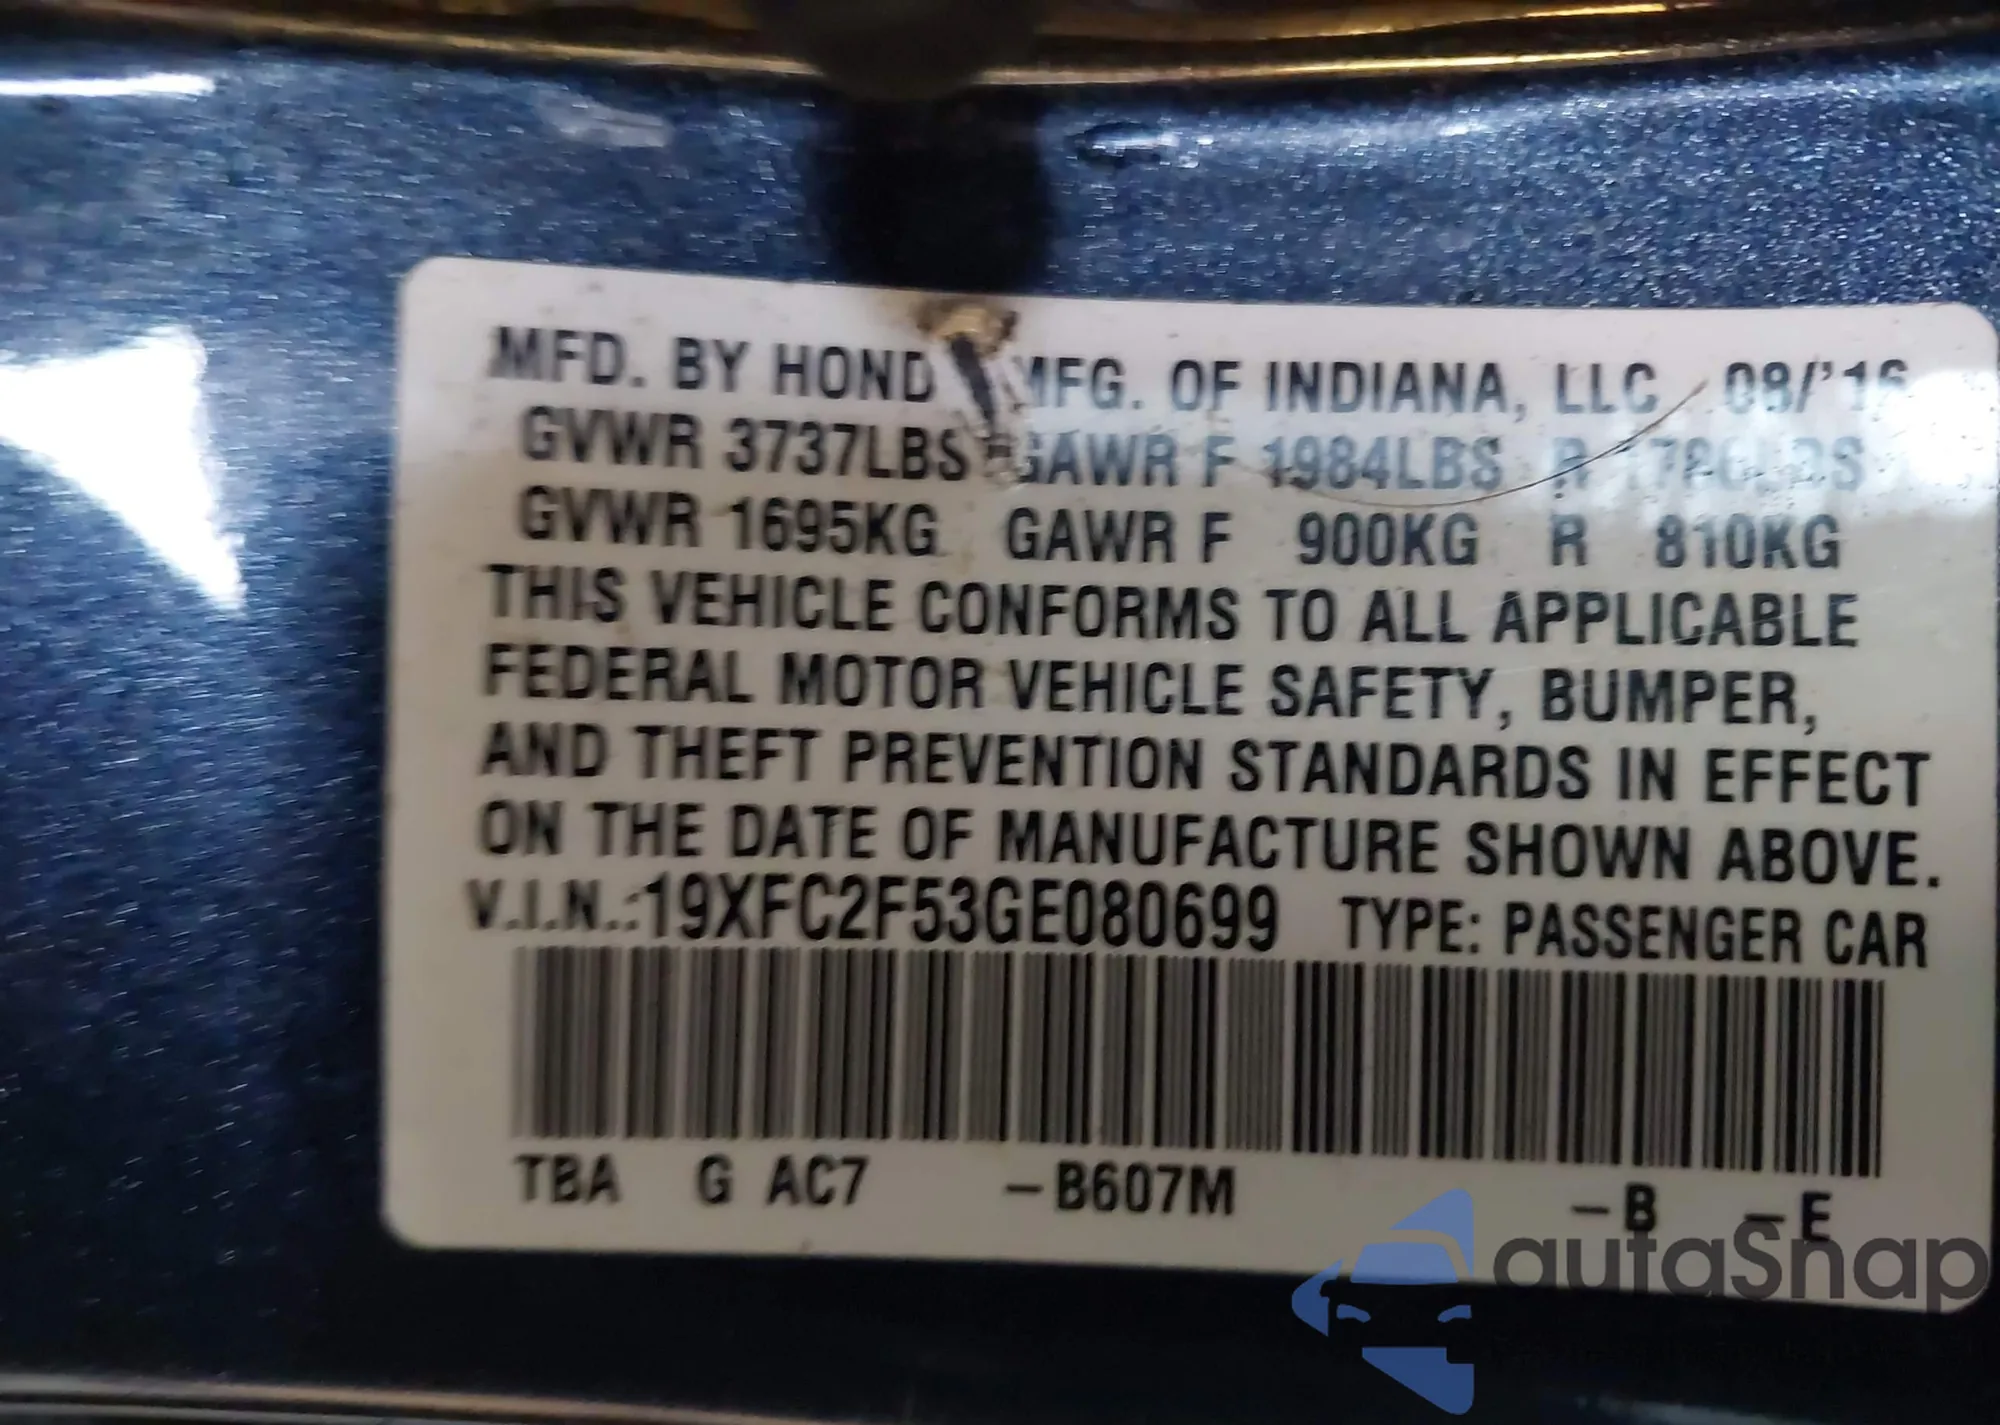 MFD. BY HOND MFG. OF INDIANA, LLC 08/'16
GVWR 3737LBS GAWR F 1984LBS R
GVWR 1695KG GAWR F 900KG R 810KG
THIS VEHICLE CONFORMS TO ALL APPLICABLE
FEDERAL MOTOR VEHICLE SAFETY, BUMPER,
AND THEFT PREVENTION STANDARDS IN EFFECT
ON THE DATE OF MANUFACTURE SHOWN ABOVE.
V.I.N.:19XFC2F53GE080699 TYPE: PASSENGER CAR
TBA G AC7 -B607M -B -E
autaSnap